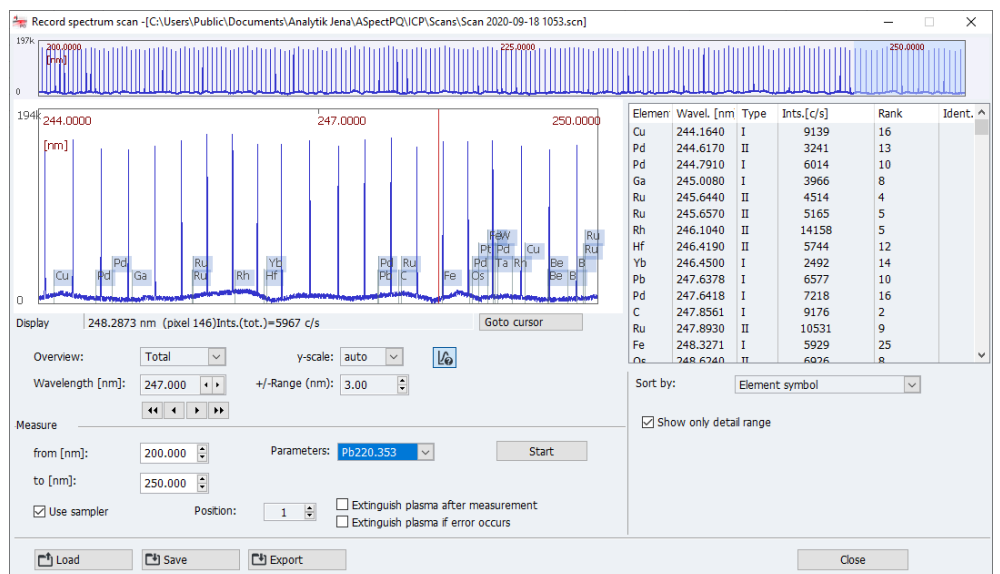 Record spectrum scan -[C:\Users\Public\Documents\Analytik Jena\ASpectPQ\ICP\Scans\Scan 2020-09-18 1053.scn]
197k 200.0000 225.0000 250.0000
[nm]
0
194k 244.0000 247.0000 250.0000
[nm]
Ru
Cu Ru
Pt Pd
Pd Ru Yb Pd Ru Pd Ta Rh Be B
Cu Pd Ga Ru Rh Hf Pb C Fe Os Be B
0
Display 248.2873 nm (pixel 146)Ints.(tot.)=5967 c/s Goto cursor
Elemen Wavel. [nm Type Ints.[c/s] Rank Ident.
Cu 244.1640 I 9139 16
Pd 244.6170 II 3241 13
Pd 244.7910 I 6014 10
Ga 245.0080 I 3966 8
Ru 245.6440 II 4514 4
Ru 245.6570 II 5165 5
Rh 246.1040 II 14158 5
Hf 246.4190 II 5744 12
Yb 246.4500 I 2492 14
Pb 247.6378 I 6577 10
Pd 247.6418 I 7218 16
C 247.8561 I 9176 2
Ru 247.8930 II 10531 9
Fe 248.3271 I 5929 25
Os 248.6240 II 6926 8
Overview: Total y-scale: auto
Wavelength [nm]: 247.000 +/-Range (nm): 3.00
Sort by: Element symbol
Show only detail range
Measure
from [nm]: 200.000 Parameters: Pb220.353 Start
to [nm]: 250.000
Use sampler Position: 1 Extinguish plasma after measurement
Extinguish plasma if error occurs
Load Save Export Close